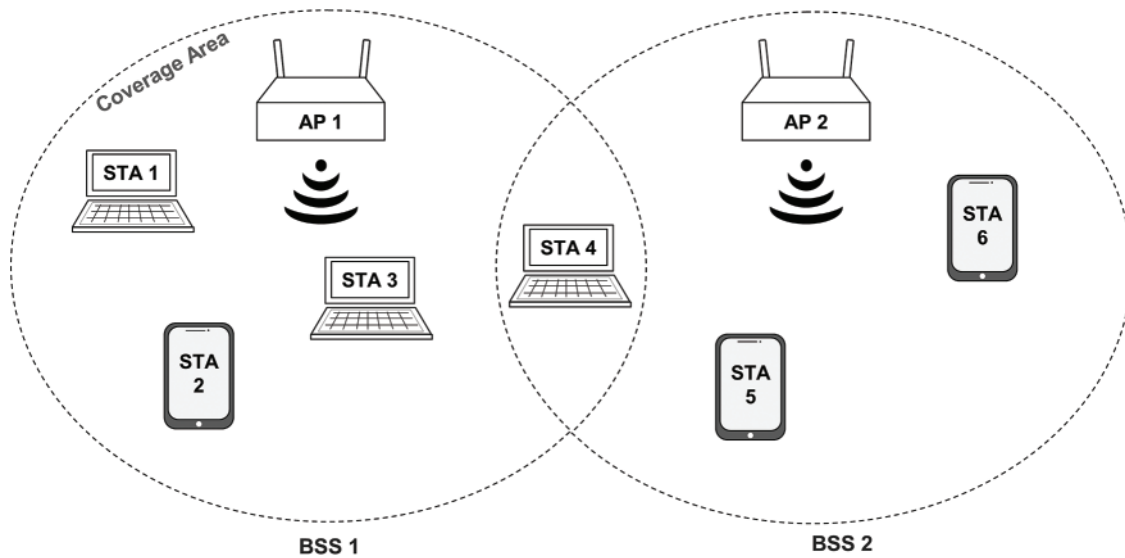 Coverage Area
AP 1
AP 2
STA 1
STA
6
STA 4
STA 3
STA
2
STA
5
BSS 1
BSS 2